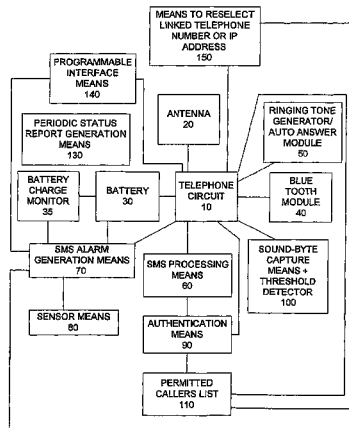 MEANS TO RESELECT
LINKED TELEPHONE
NUMBER OR IP
ADDRESS
150
PROGRAMMABLE
INTERFACE
MEANS
140
ANTENNA
20
RINGING TONE
GENERATOR/
AUTO ANSWER
MODULE
50
PERIODIC STATUS
REPORT GENERATION
MEANS
130
BATTERY
CHARGE
MONITOR
35
BATTERY
30
TELEPHONE
CIRCUIT
10
BLUE
TOOTH
MODULE
40
SMS ALARM
GENERATION MEANS
70
SMS PROCESSING
MEANS
60
SOUND-BYTE
CAPTURE
MEANS +
THRESHOLD
DETECTOR
100
SENSOR MEANS
80
AUTHENTICATION
MEANS
90
PERMITTED
CALLERS LIST
110